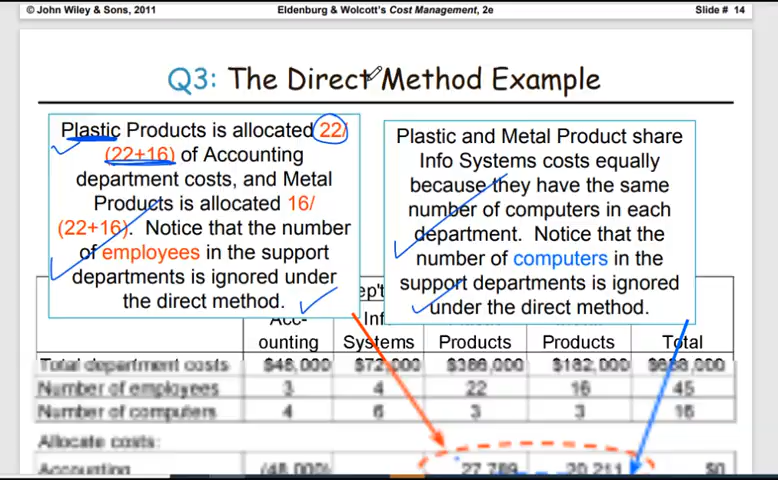 © John Wiley & Sons, 2011 Eldenburg & Wolcott's Cost Management, 2e Slide # 14
Q3: The Direct Method Example
Plastic Products is allocated 22/
(22+16) of Accounting
department costs, and Metal
Products is allocated 16/
(22+16). Notice that the number
of employees in the support
departments is ignored under
the direct method.
Plastic and Metal Product share
Info Systems costs equally
because they have the same
number of computers in each
department. Notice that the
number of computers in the
support departments is ignored
under the direct method.
Acc- Info
ounting Systems Products Products Total
Total department costs $48,000 $72,000 $386,000 $182,000 $688,000
Number of employees 3 4 22 16 45
Number of computers 4 6 3 3 16
Allocate costs:
Accounting (48,000) 27,789 20,211 $0